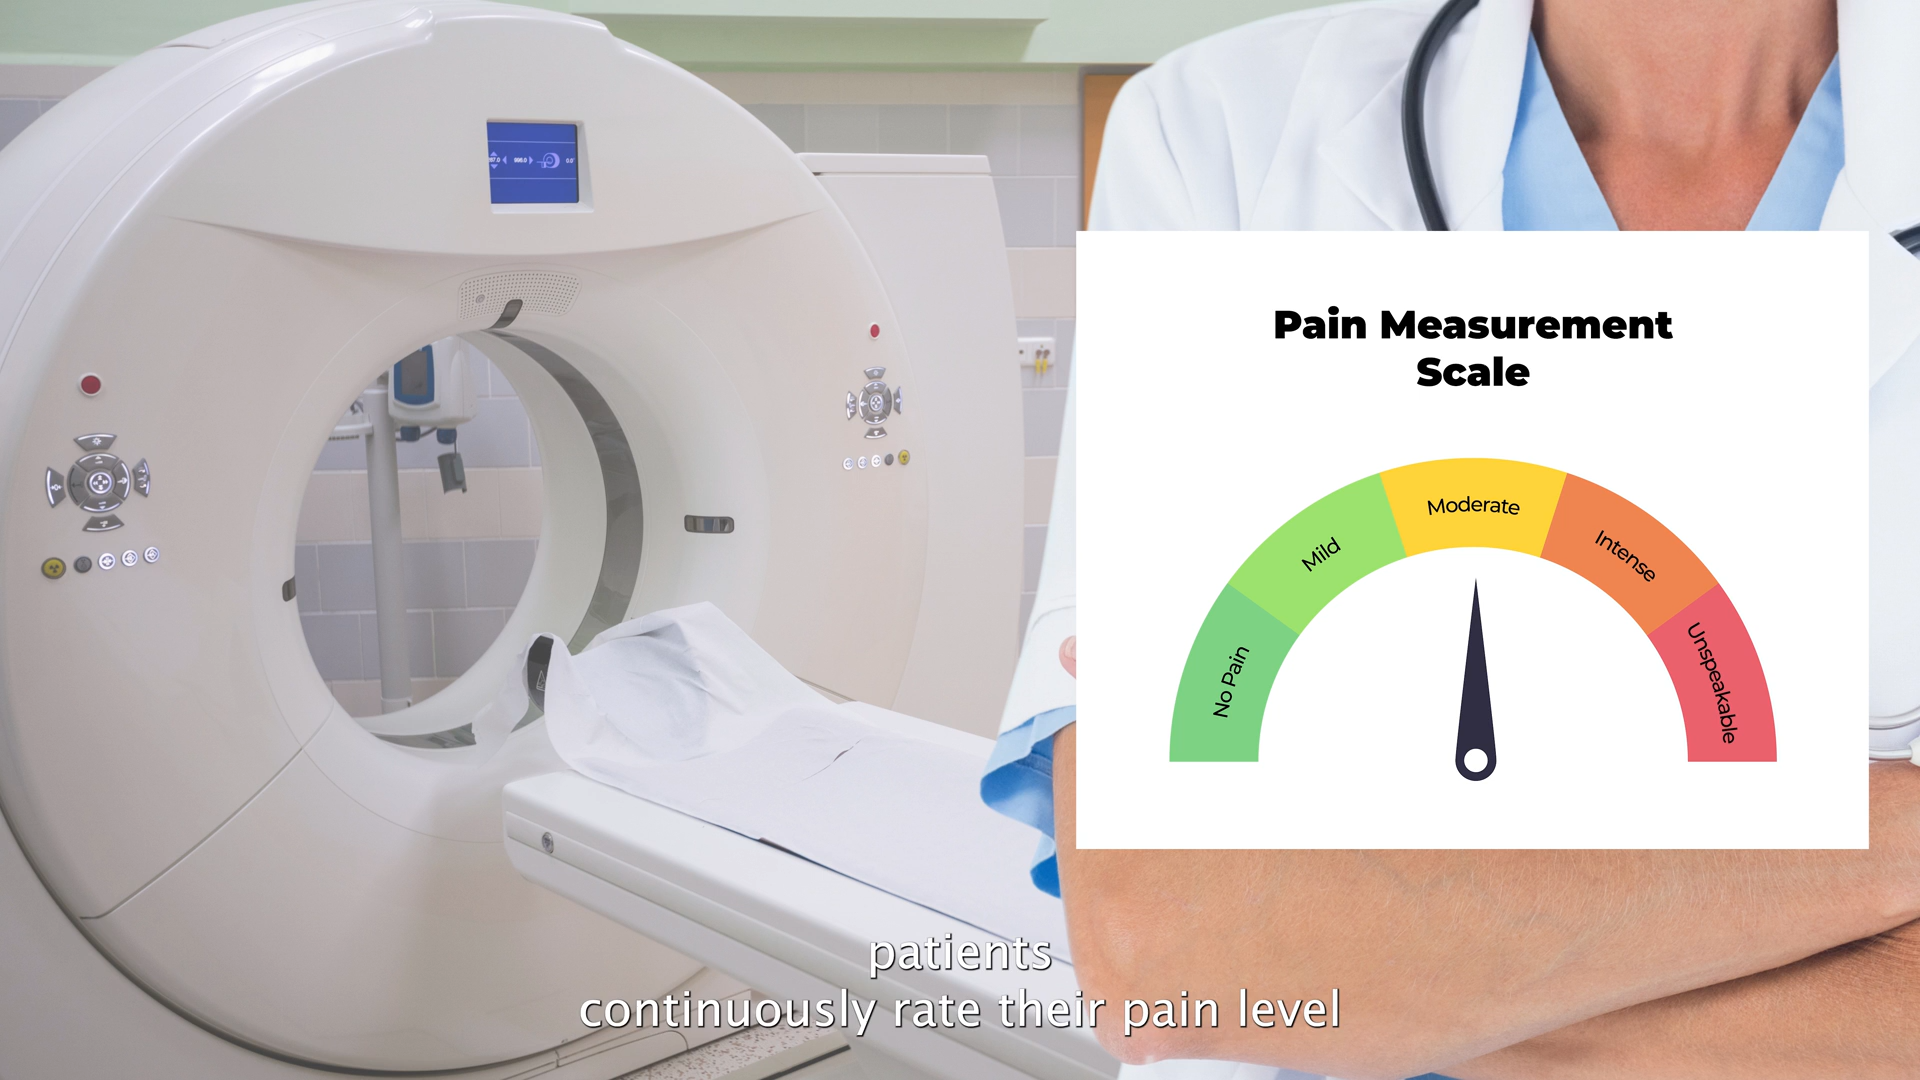 Pain Measurement
Scale
No Pain
Mild
Moderate
Intense
Unspeakable
patients
continuously rate their pain level